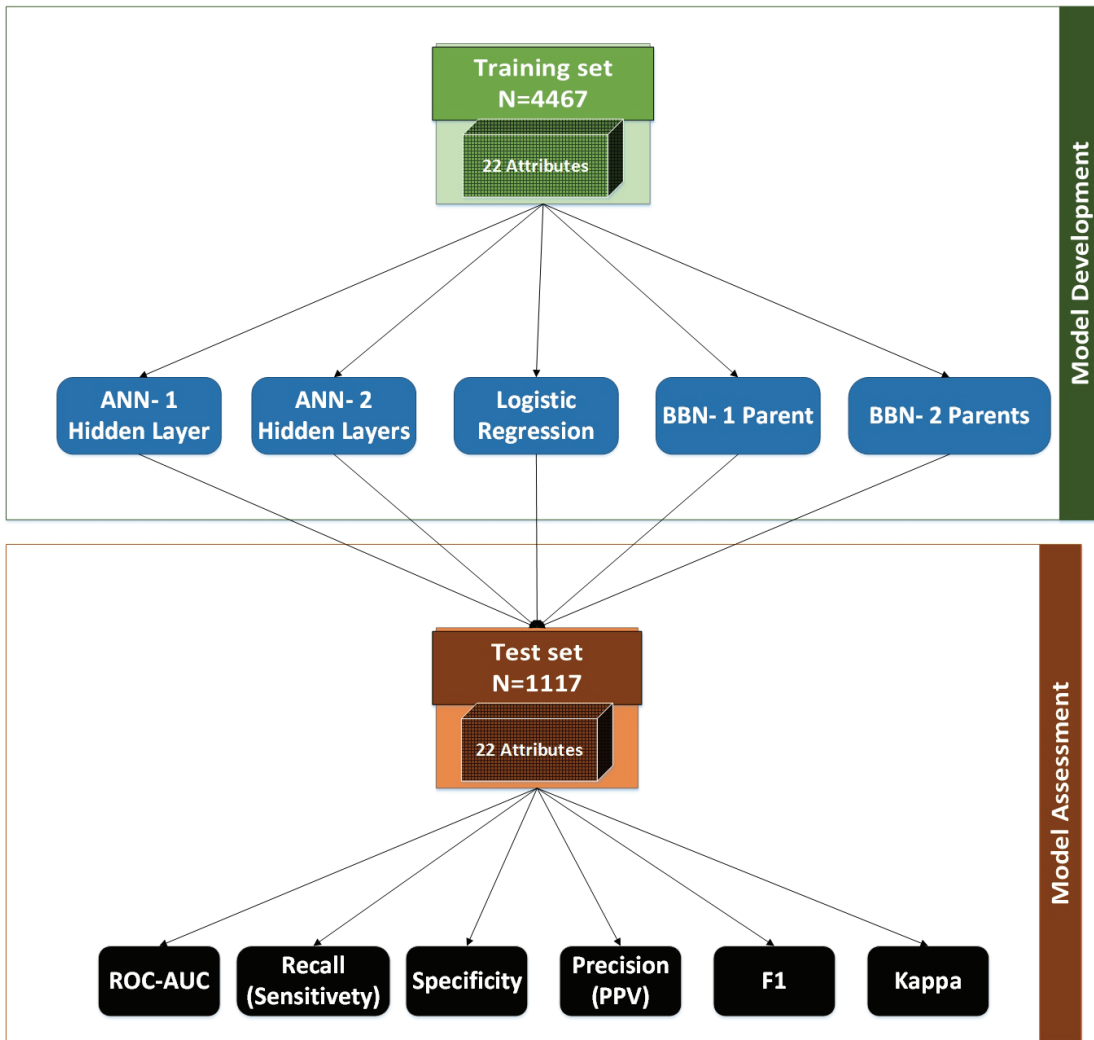 Training set
N=4467
22 Attributes
Model Development
ANN- 1
Hidden Layer
ANN- 2
Hidden Layers
Logistic
Regression
BBN- 1 Parent
BBN- 2 Parents
Test set
N=1117
22 Attributes
Model Assessment
ROC-AUC
Recall
(Sensitivety)
Specificity
Precision
(PPV)
F1
Kappa